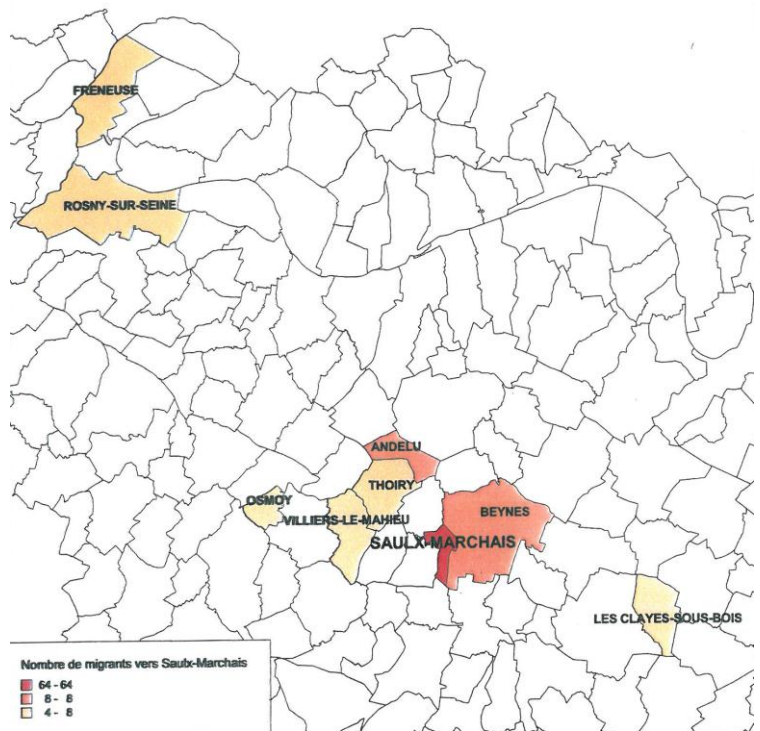 FRENEUSE
ROSNY-SUR-SEINE
ANDELU
THOIRY
OSMOY
VILLIERS-LE-MAHIEU
BEYNES
SAULX-MARCHAIS
LES CLAYES-SOUS-BOIS
Nombre de migrants vers Saulx-Marchais
64 - 64
8 - 8
4 - 8